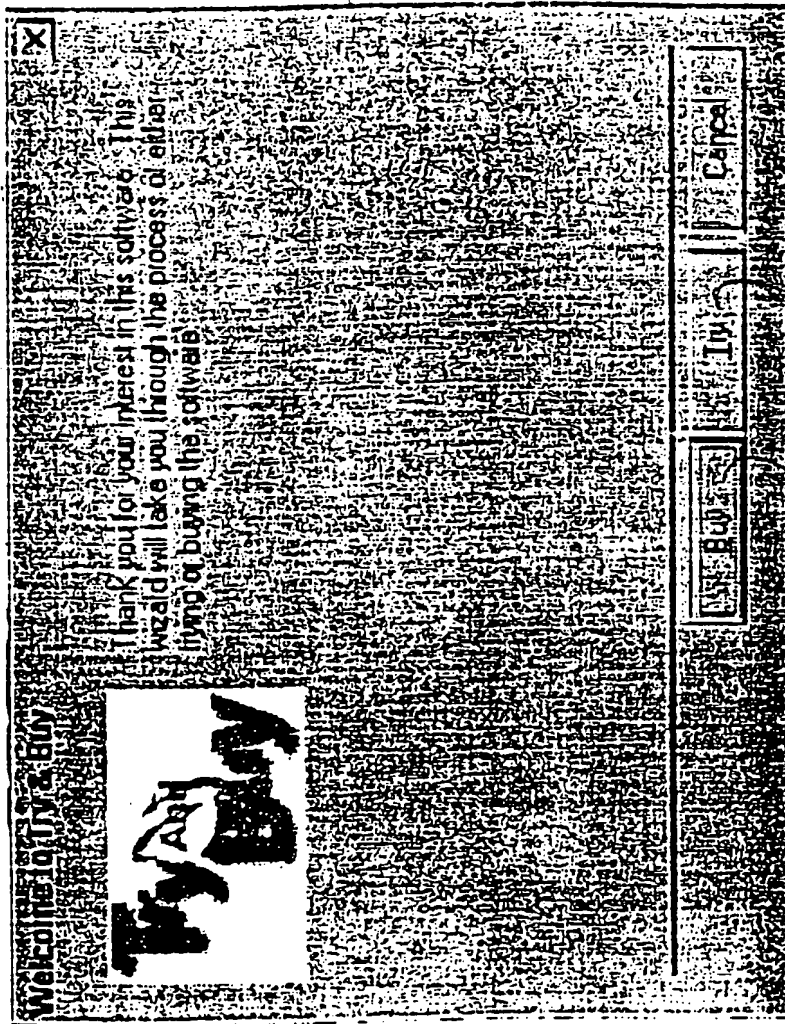 Welcome to Try & Buy
X
Thank you for your interest in this software. This
wizard will take you through the process of either
trying or buying the software.
Try
And
Buy
Buy
Try
Cancel